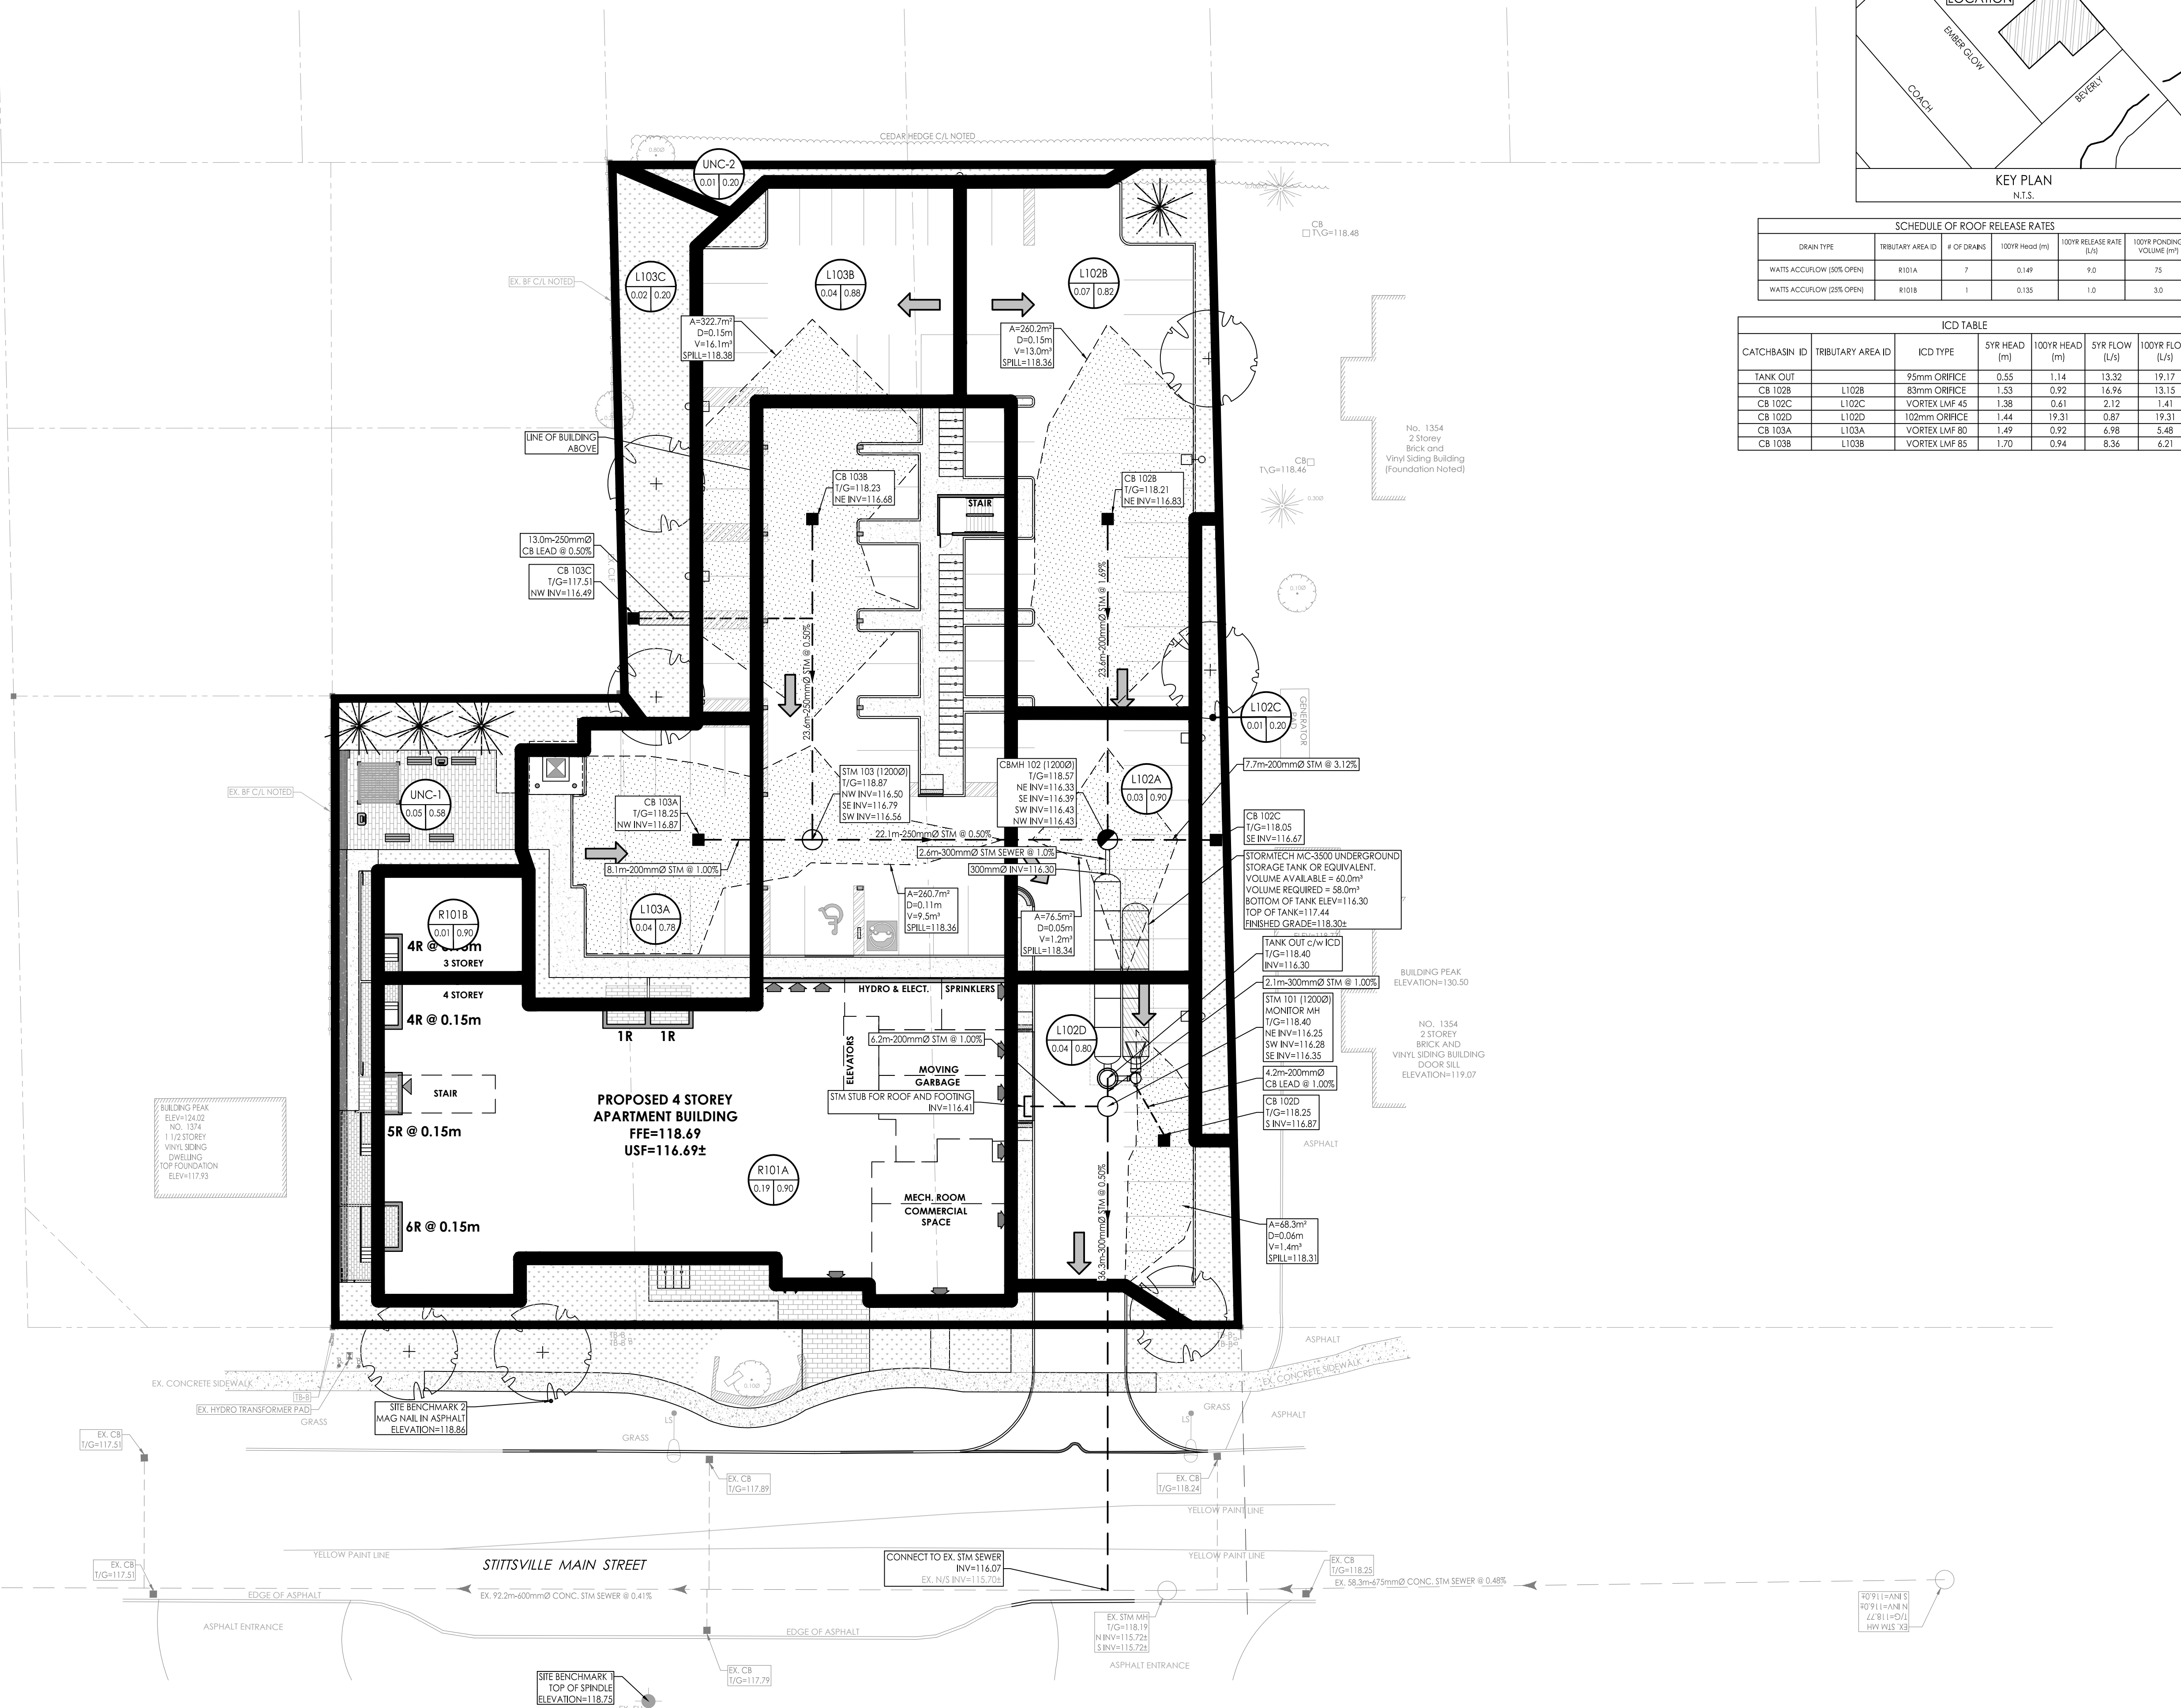 LOCATION
EMBER GLOW
COACH
BEVERLY
KEY PLAN
N.T.S.
SCHEDULE OF ROOF RELEASE RATES
DRAIN TYPE TRIBUTARY AREA ID # OF DRAINS 100YR Head (m) 100YR RELEASE RATE (L/s) 100YR PONDING VOLUME (m³)
WATTS ACCUFLOW (50% OPEN) R101A 7 0.149 9.0 75
WATTS ACCUFLOW (25% OPEN) R101B 1 0.135 1.0 3.0
ICD TABLE
CATCHBASIN ID TRIBUTARY AREA ID ICD TYPE 5YR HEAD (m) 100YR HEAD (m) 5YR FLOW (L/s) 100YR FLO (L/s)
TANK OUT 95mm ORIFICE 0.55 1.14 13.32 19.17
CB 102B L102B 83mm ORIFICE 1.53 0.92 16.96 13.15
CB 102C L102C VORTEX LMF 45 1.38 0.61 2.12 1.41
CB 102D L102D 102mm ORIFICE 1.44 19.31 0.87 19.31
CB 103A L103A VORTEX LMF 80 1.49 0.92 6.98 5.48
CB 103B L103B VORTEX LMF 85 1.70 0.94 8.36 6.21
CEDAR HEDGE C/L NOTED
0.80Ø
UNC-2
0.01 0.20
CB
T\G=118.48
EX. BF C/L NOTED
L103C
0.02 0.20
L103B
0.04 0.88
L102B
0.07 0.82
A=322.7m²
D=0.15m
V=16.1m³
SPILL=118.38
A=260.2m²
D=0.15m
V=13.0m³
SPILL=118.36
LINE OF BUILDING
ABOVE
No. 1354
2 Storey
Brick and
Vinyl Siding Building
(Foundation Noted)
CB
T\G=118.46
0.30Ø
CB 103B
T/G=118.23
NE INV=116.68
STAIR
CB 102B
T/G=118.21
NE INV=116.83
13.0m-250mmØ
CB LEAD @ 0.50%
CB 103C
T/G=117.51
NW INV=116.49
CLF
0.10Ø
23.6m-250mmØ STM @ 0.50%
23.6m-200mmØ STM @ 1.69%
L102C
0.01 0.20
GENERATOR
PAD
7.7m-200mmØ STM @ 3.12%
EX. BF C/L NOTED
UNC-1
0.05 0.58
CB 103A
T/G=118.25
NW INV=116.87
STM 103 (1200Ø)
T/G=118.87
NW INV=116.50
SE INV=116.79
SW INV=116.56
CBMH 102 (1200Ø)
T/G=118.57
NE INV=116.33
SE INV=116.39
SW INV=116.43
NW INV=116.43
L102A
0.03 0.90
CB 102C
T/G=118.05
SE INV=116.67
22.1m-250mmØ STM @ 0.50%
2.6m-300mmØ STM SEWER @ 1.0%
300mmØ INV=116.30
8.1m-200mmØ STM @ 1.00%
STORMTECH MC-3500 UNDERGROUND
STORAGE TANK OR EQUIVALENT.
VOLUME AVAILABLE = 60.0m³
VOLUME REQUIRED = 58.0m³
BOTTOM OF TANK ELEV=116.30
TOP OF TANK=117.44
FINISHED GRADE=118.30±
A=260.7m²
D=0.11m
V=9.5m³
SPILL=118.36
A=76.5m²
D=0.05m
V=1.2m³
SPILL=118.34
R101B
0.01 0.90
L103A
0.04 0.78
4R @
3 STOREY
4 STOREY
4R @ 0.15m
HYDRO & ELECT. SPRINKLERS
TANK OUT c/w ICD
T/G=118.40
INV=116.30
2.1m-300mmØ STM @ 1.00%
BUILDING PEAK
ELEVATION=130.50
STM 101 (1200Ø)
MONITOR MH
T/G=118.40
NE INV=116.25
SW INV=116.28
SE INV=116.35
NO. 1354
2 STOREY
BRICK AND
VINYL SIDING BUILDING
DOOR SILL
ELEVATION=119.07
1R 1R
L102D
0.04 0.80
6.2m-200mmØ STM @ 1.00%
ELEVATORS
MOVING
GARBAGE
STAIR
4.2m-200mmØ
CB LEAD @ 1.00%
STM STUB FOR ROOF AND FOOTING
INV=116.41
CB 102D
T/G=118.25
S INV=116.87
PROPOSED 4 STOREY
APARTMENT BUILDING
FFE=118.69
USF=116.69±
5R @ 0.15m
BUILDING PEAK
ELEV=124.02
NO. 1374
1 1/2 STOREY
VINYL SIDING
DWELLING
TOP FOUNDATION
ELEV=117.93
ASPHALT
R101A
0.19 0.90
MECH. ROOM
COMMERCIAL
SPACE
6R @ 0.15m
36.3m-300mmØ STM @ 0.50%
A=68.3m²
D=0.06m
V=1.4m³
SPILL=118.31
ASPHALT
EX. CONCRETE SIDEWALK
EX. CONCRETE SIDEWALK
TB-B
EX. HYDRO TRANSFORMER PAD
GRASS
0.10Ø
SITE BENCHMARK 2
MAG NAIL IN ASPHALT
ELEVATION=118.86
LS
LS
GRASS
ASPHALT
GRASS
EX. CB
T/G=117.51
EX. CB
T/G=117.89
EX. CB
T/G=118.24
YELLOW PAINT LINE
YELLOW PAINT LINE
YELLOW PAINT LINE
STITTSVILLE MAIN STREET
CONNECT TO EX. STM SEWER
INV=116.07
EX. N/S INV=115.70±
EX. CB
T/G=117.51
EX. CB
T/G=118.25
EX. 58.3m-675mmØ CONC. STM SEWER @ 0.48%
EDGE OF ASPHALT
EX. 92.2m-600mmØ CONC. STM SEWER @ 0.41%
EX. STM MH
T/G=118.77
N INV=116.0±
S INV=116.0±
ASPHALT ENTRANCE
EDGE OF ASPHALT
EX. STM MH
T/G=118.19
N INV=115.72±
S INV=115.72±
ASPHALT ENTRANCE
EX. CB
T/G=117.79
SITE BENCHMARK 1
TOP OF SPINDLE
ELEVATION=118.75